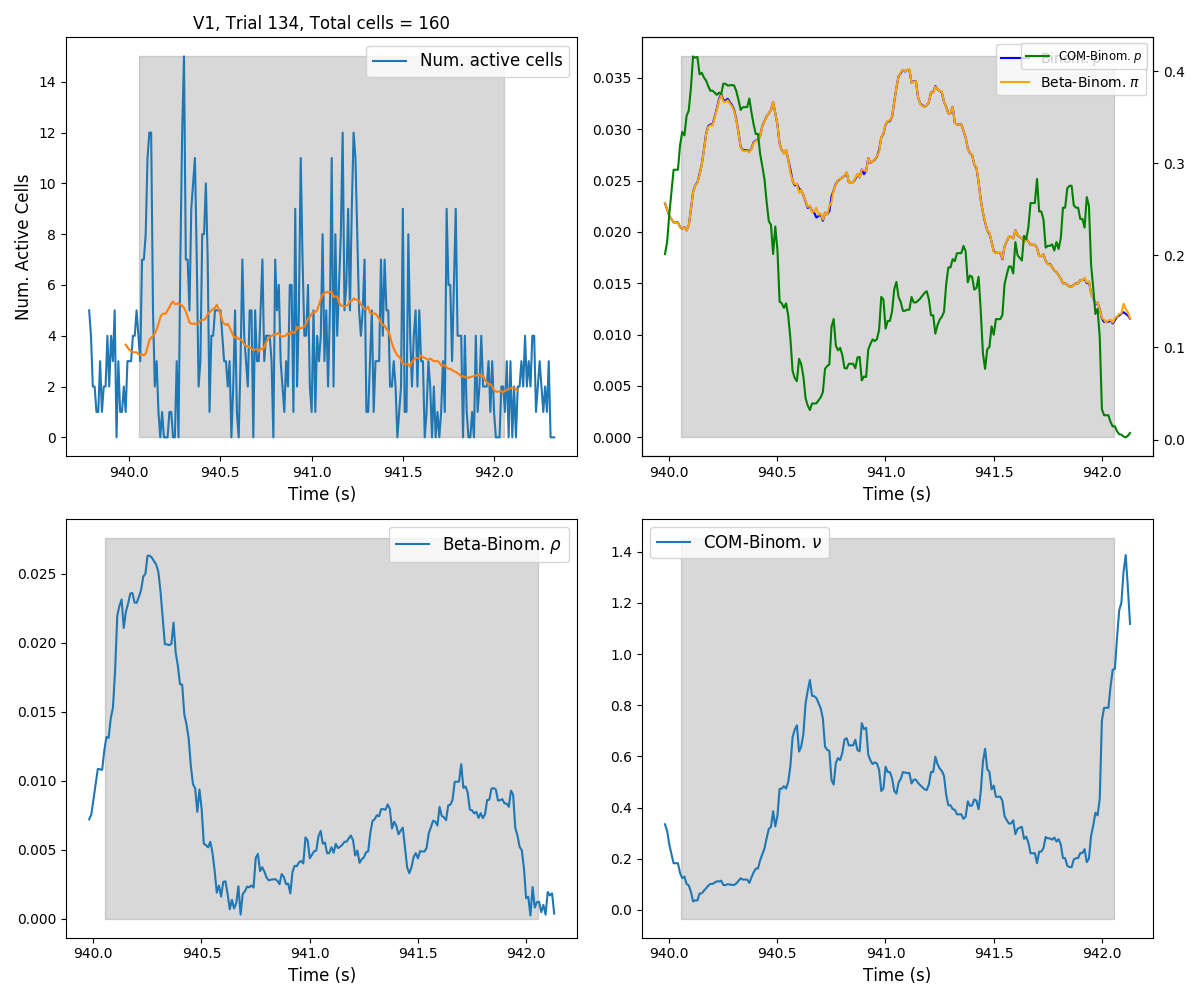 V1, Trial 134, Total cells = 160
Num. active cells
Num. Active Cells
14
12
10
8
6
4
2
0
940.0 940.5 941.0 941.5 942.0
Time (s)
COM-Binom. p
Beta-Binom. π
0.035
0.030
0.025
0.020
0.015
0.010
0.005
0.000
0.4
0.3
0.2
0.1
0.0
940.0 940.5 941.0 941.5 942.0
Time (s)
Beta-Binom. ρ
0.025
0.020
0.015
0.010
0.005
0.000
940.0 940.5 941.0 941.5 942.0
Time (s)
COM-Binom. ν
1.4
1.2
1.0
0.8
0.6
0.4
0.2
0.0
940.0 940.5 941.0 941.5 942.0
Time (s)